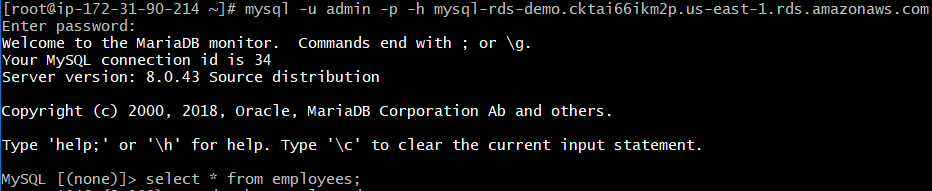 [root@ip-172-31-90-214 ~]# mysql -u admin -p -h mysql-rds-demo.cktai66ikm2p.us-east-1.rds.amazonaws.com
Enter password:
Welcome to the MariaDB monitor.  Commands end with ; or \g.
Your MySQL connection id is 34
Server version: 8.0.43 Source distribution
Copyright (c) 2000, 2018, Oracle, MariaDB Corporation Ab and others.
Type 'help;' or '\h' for help. Type '\c' to clear the current input statement.
MySQL [(none)]> select * from employees;